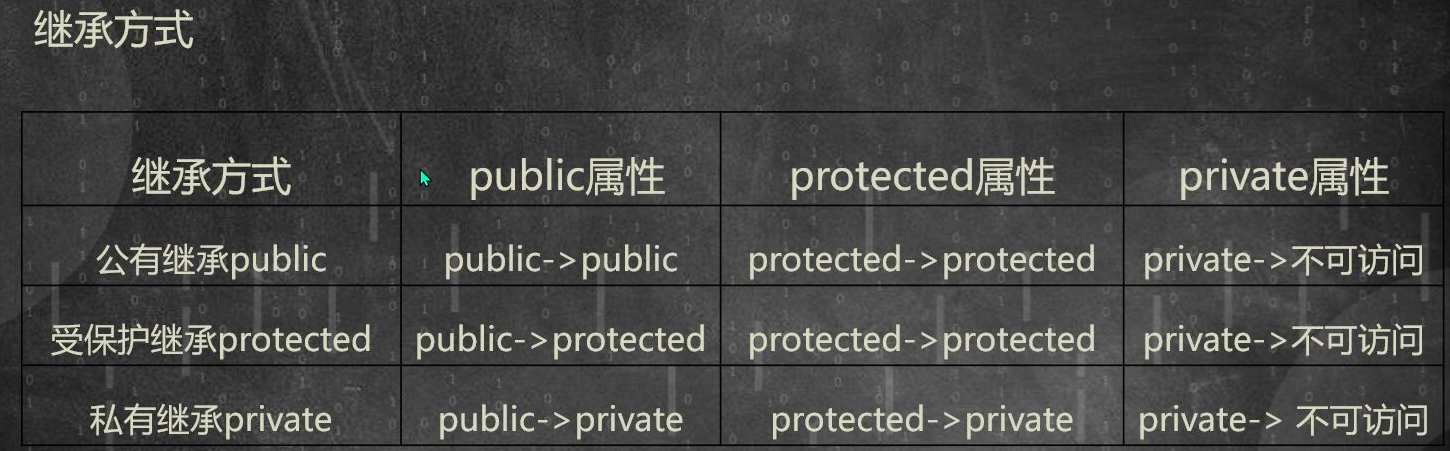 继承方式
继承方式 public属性 protected属性 private属性
公有继承public public->public protected->protected private->不可访问
受保护继承protected public->protected protected->protected private->不可访问
私有继承private public->private protected->private private-> 不可访问